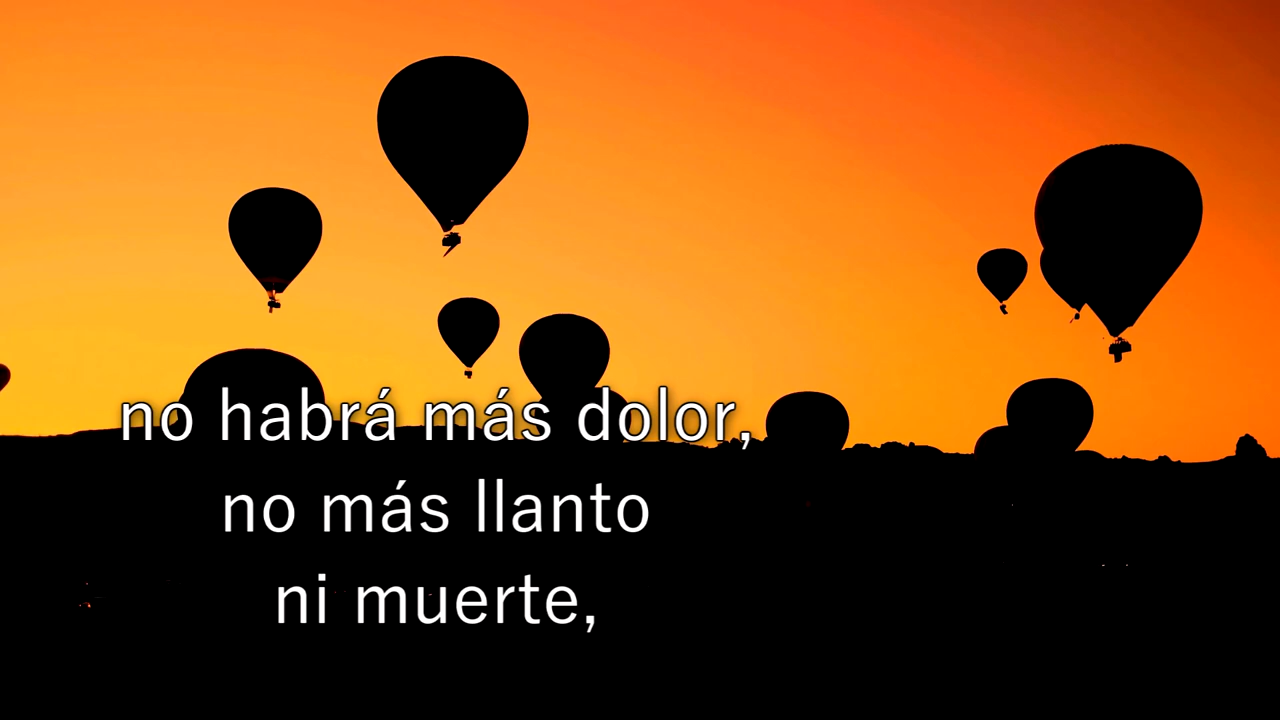 no habrá más dolor,
no más llanto
ni muerte,